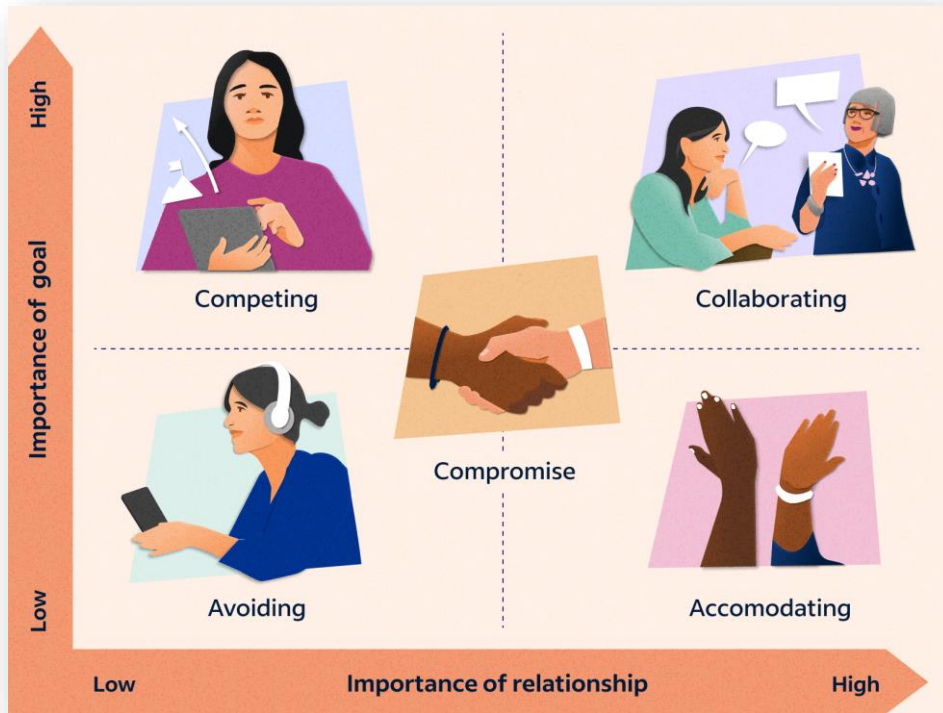 High
Importance of goal
Low
Competing
Collaborating
Compromise
Avoiding
Accomodating
Low
Importance of relationship
High